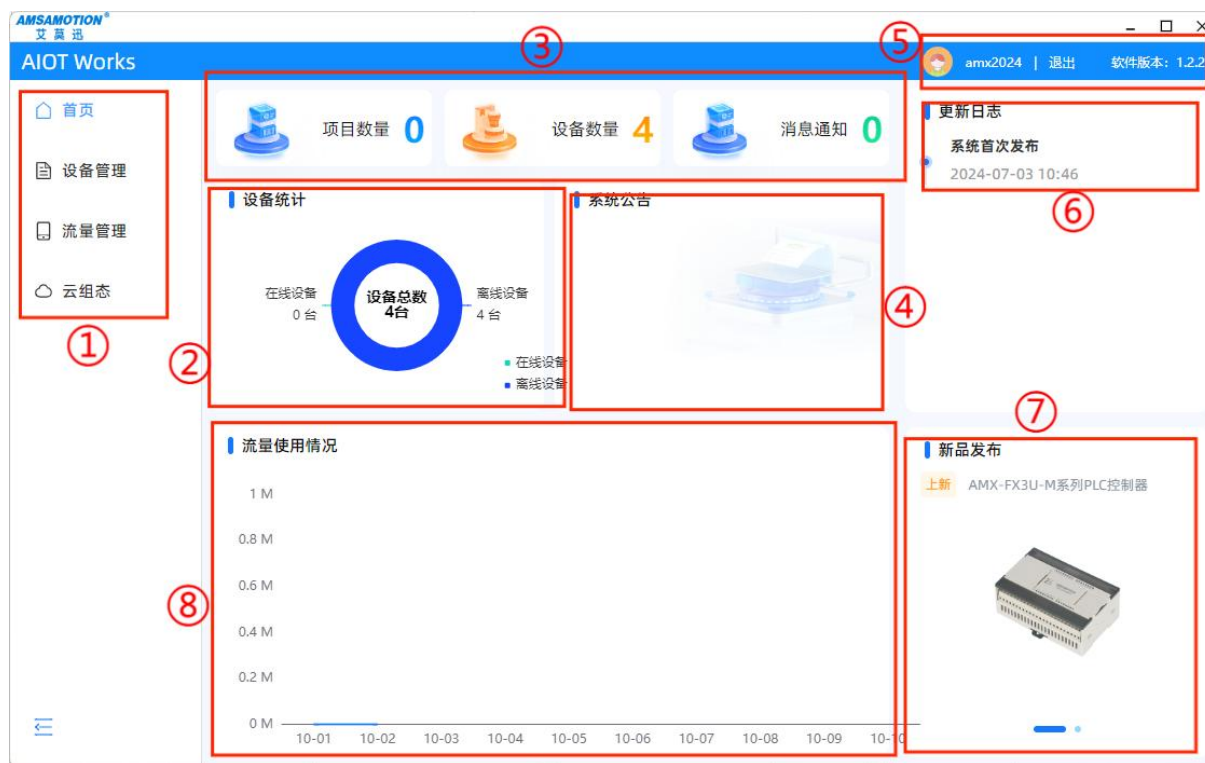 AMSAMOTION®
艾莫迅
AIOT Works
amx2024 | 退出 软件版本：1.2.2
⑤
③
首页
设备管理
流量管理
云组态
①
项目数量 0
设备数量 4
消息通知 0
更新日志
系统首次发布
2024-07-03 10:46
⑥
设备统计
在线设备
0 台
设备总数
4台
离线设备
4 台
在线设备
离线设备
②
系统公告
④
流量使用情况
1 M
0.8 M
0.6 M
0.4 M
0.2 M
0 M
10-01 10-02 10-03 10-04 10-05 10-06 10-07 10-08 10-09 10-10
⑧
⑦
新品发布
上新 AMX-FX3U-M系列PLC控制器